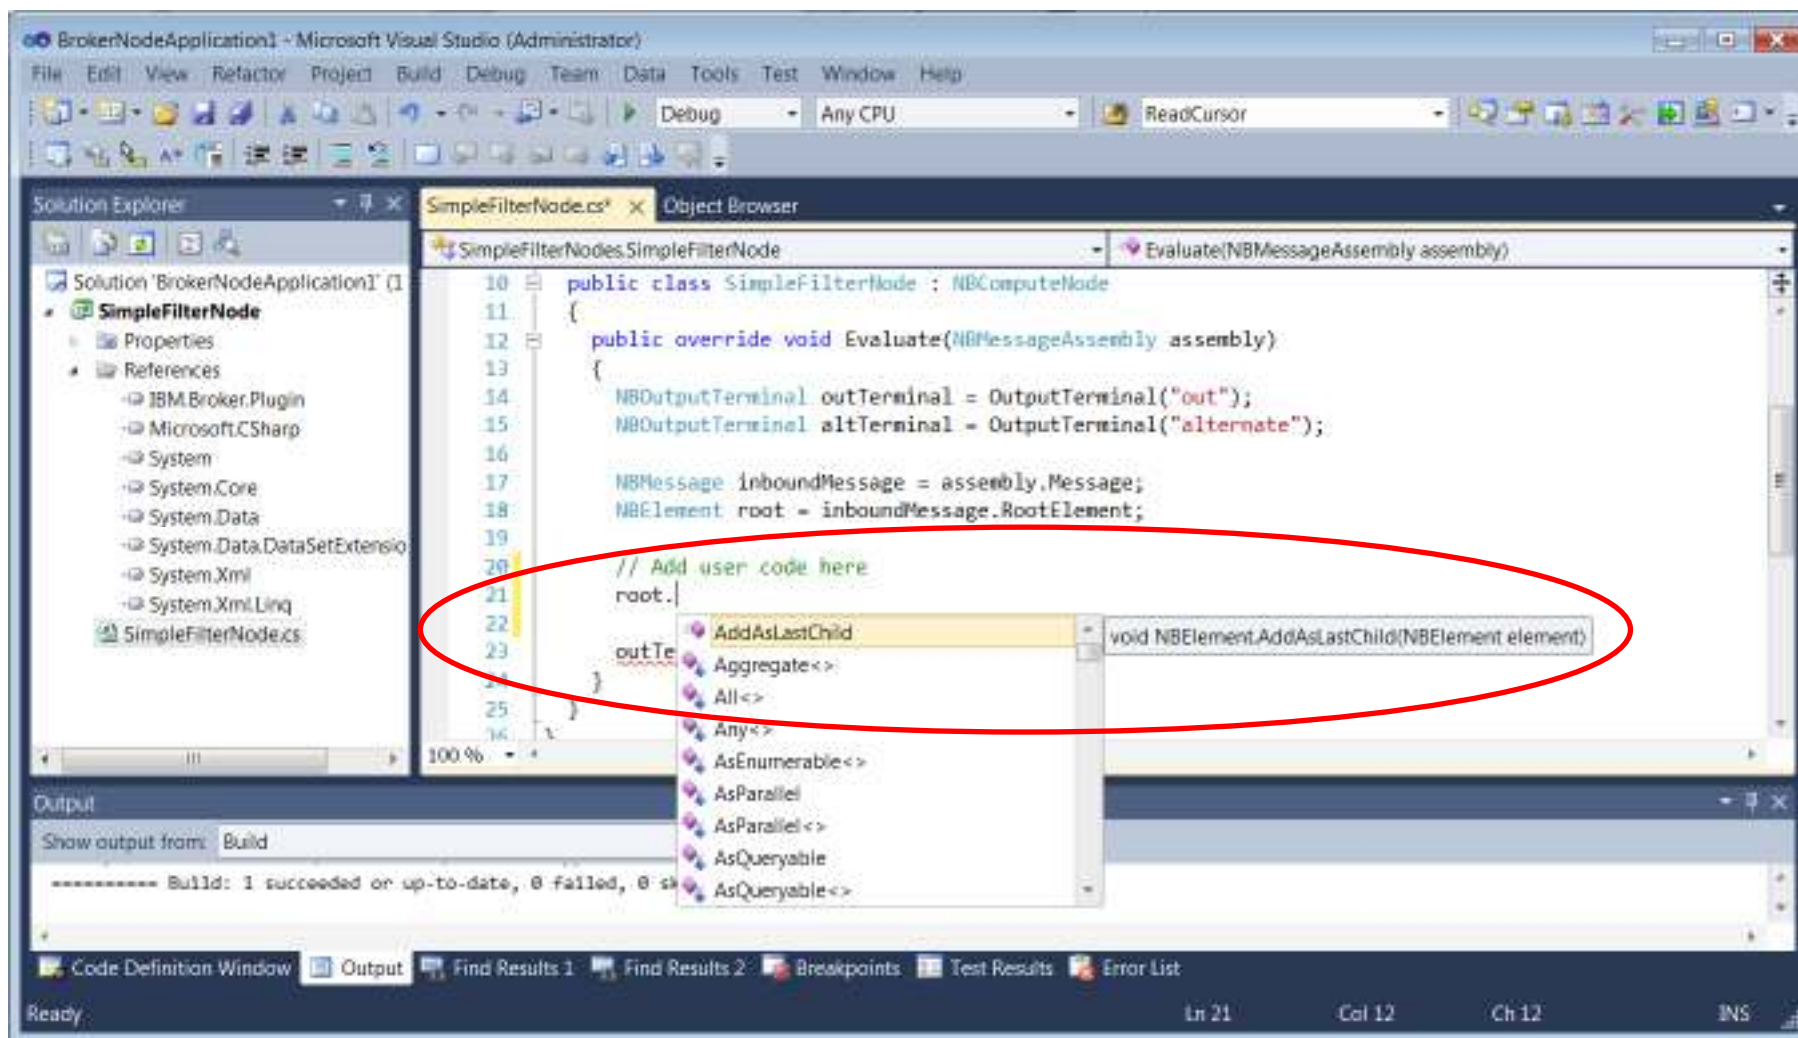 BrokerNodeApplication1 - Microsoft Visual Studio (Administrator)
File Edit View Refactor Project Build Debug Team Data Tools Test Window Help
Debug Any CPU ReadCursor
Solution Explorer
SimpleFilterNode.cs* Object Browser
SimpleFilterNodes.SimpleFilterNode Evaluate(NBMessageAssembly assembly)
Solution 'BrokerNodeApplication1' (1
SimpleFilterNode
Properties
References
IBM.Broker.Plugin
Microsoft.CSharp
System
System.Core
System.Data
System.Data.DataSetExtensio
System.Xml
System.Xml.Linq
SimpleFilterNode.cs
10 public class SimpleFilterNode : NBComputeNode
11 {
12 public override void Evaluate(NBMessageAssembly assembly)
13 {
14 NBOutputTerminal outTerminal = OutputTerminal("out");
15 NBOutputTerminal altTerminal = OutputTerminal("alternate");
16
17 NBMessage inboundMessage = assembly.Message;
18 NBElement root = inboundMessage.RootElement;
19
20 // Add user code here
21 root.
22
23 outTe
24 }
25 }
26 }
AddAsLastChild
Aggregate<>
All<>
Any<>
AsEnumerable<>
AsParallel
AsParallel<>
AsQueryable
AsQueryable<>
void NBElement.AddAsLastChild(NBElement element)
100 %
Output
Show output from: Build
========== Build: 1 succeeded or up-to-date, 0 failed, 0 sk
Code Definition Window Output Find Results 1 Find Results 2 Breakpoints Test Results Error List
Ready Ln 21 Col 12 Ch 12 INS